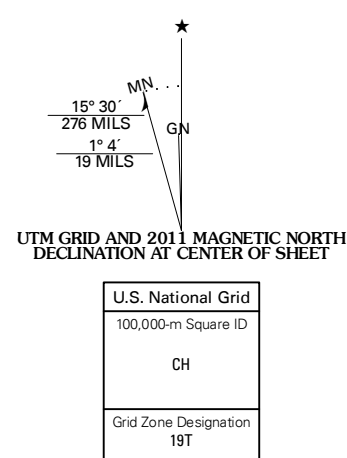 ★
MN
15° 30´
276 MILS
GN
1° 4´
19 MILS
UTM GRID AND 2011 MAGNETIC NORTH
DECLINATION AT CENTER OF SHEET
U.S. National Grid
100,000-m Square ID
CH
Grid Zone Designation
19T